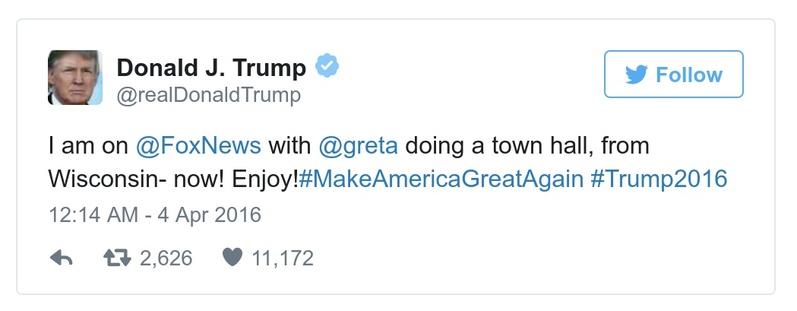 Donald J. Trump
@realDonaldTrump
Follow
I am on @FoxNews with @greta doing a town hall, from
Wisconsin- now! Enjoy!#MakeAmericaGreatAgain #Trump2016
12:14 AM - 4 Apr 2016
2,626 11,172